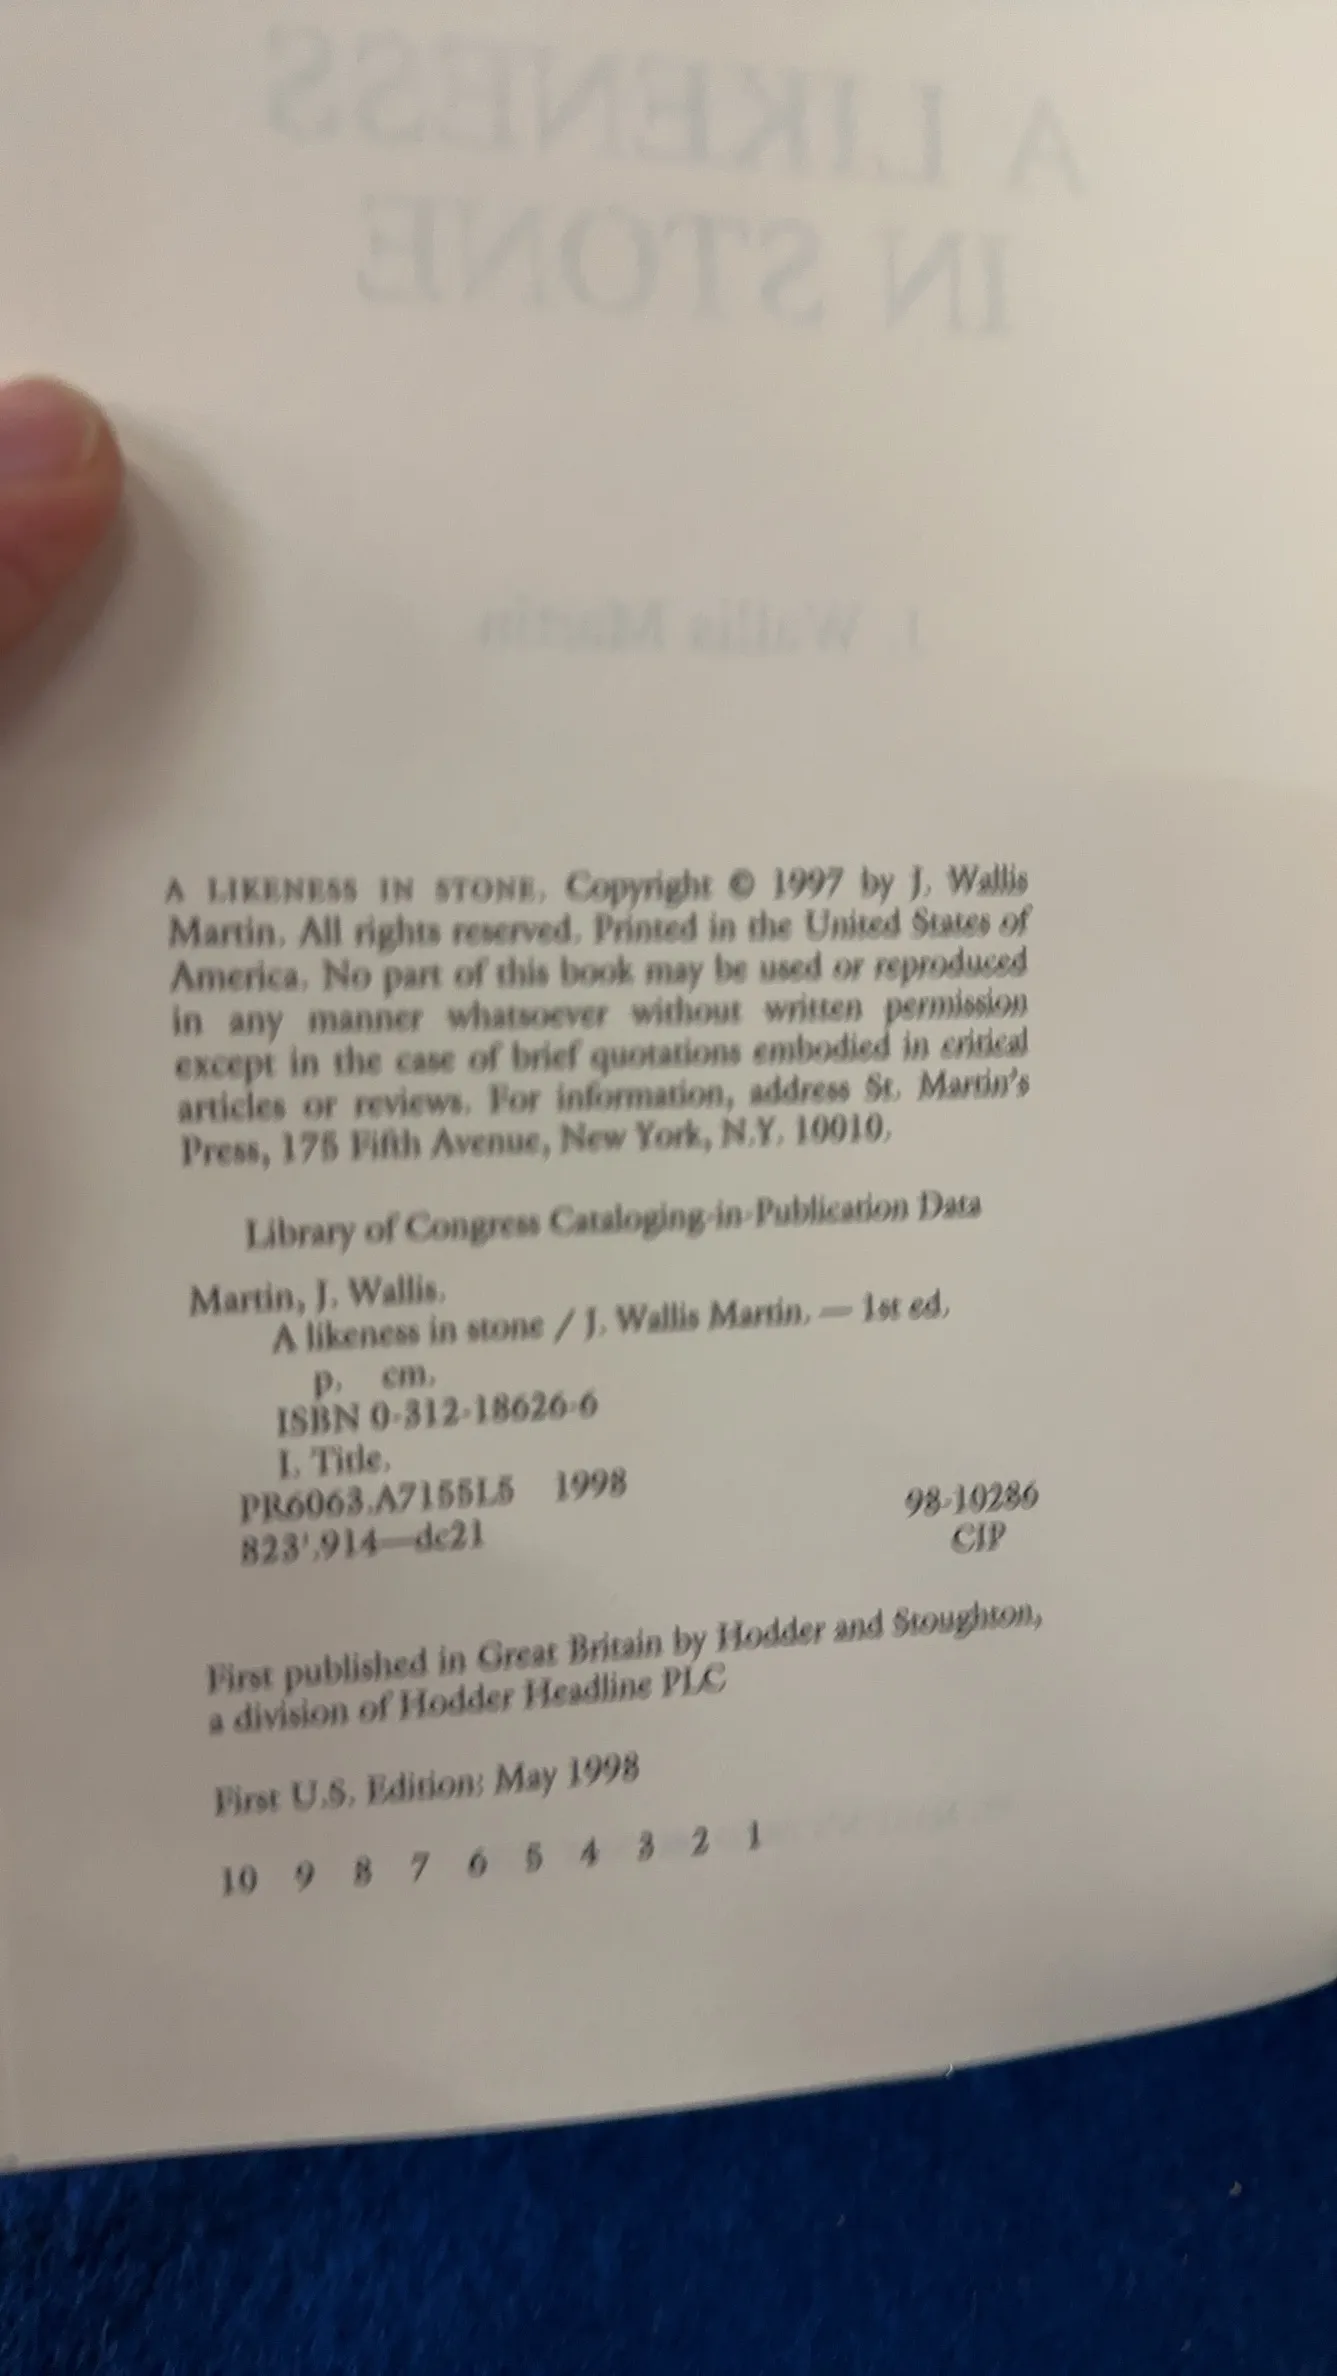 A LIKENESS
IN STONE
J. Wallis Martin
A LIKENESS IN STONE. Copyright © 1997 by J. Wallis
Martin. All rights reserved. Printed in the United States of
America. No part of this book may be used or reproduced
in any manner whatsoever without written permission
except in the case of brief quotations embodied in critical
articles or reviews. For information, address St. Martin's
Press, 175 Fifth Avenue, New York, N.Y. 10010.
Library of Congress Cataloging-in-Publication Data
Martin, J. Wallis.
A likeness in stone / J. Wallis Martin. — 1st ed.
p. cm.
ISBN 0-312-18626-6
I. Title.
PR6063.A7155L5 1998 98-10286
823'.914—dc21 CIP
First published in Great Britain by Hodder and Stoughton,
a division of Hodder Headline PLC
First U.S. Edition: May 1998
10 9 8 7 6 5 4 3 2 1